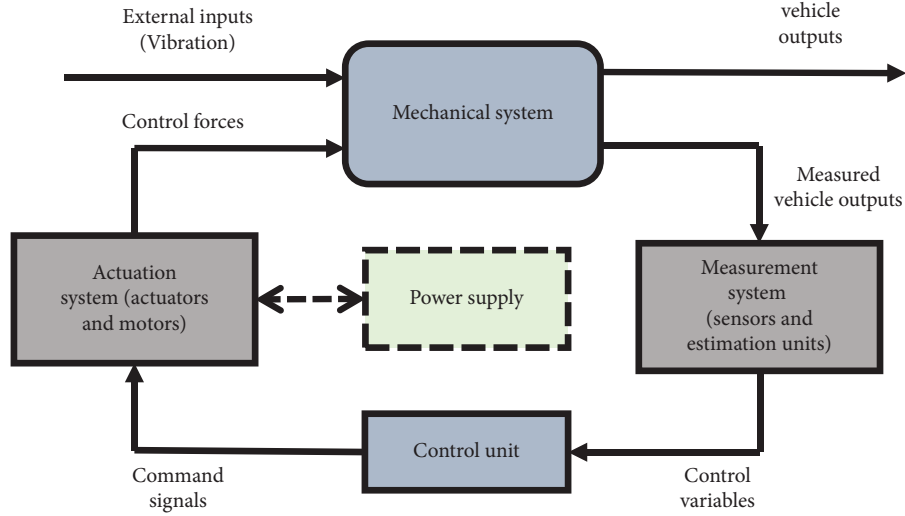 External inputs
(Vibration)
vehicle
outputs
Mechanical system
Control forces
Measured
vehicle outputs
Actuation
system (actuators
and motors)
Power supply
Measurement
system
(sensors and
estimation units)
Control unit
Command
signals
Control
variables